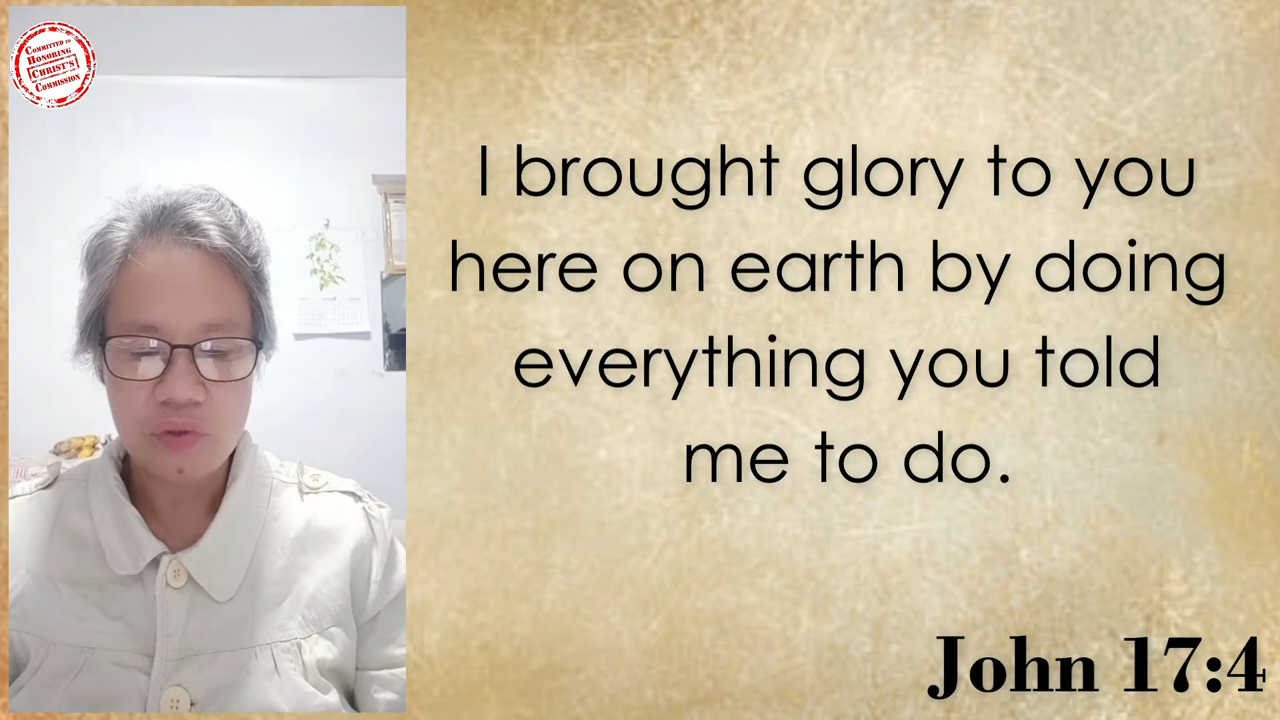 COMMITTED TO
HONORING
CHRIST'S
COMMISSION
I brought glory to you
here on earth by doing
everything you told
me to do.
John 17:4